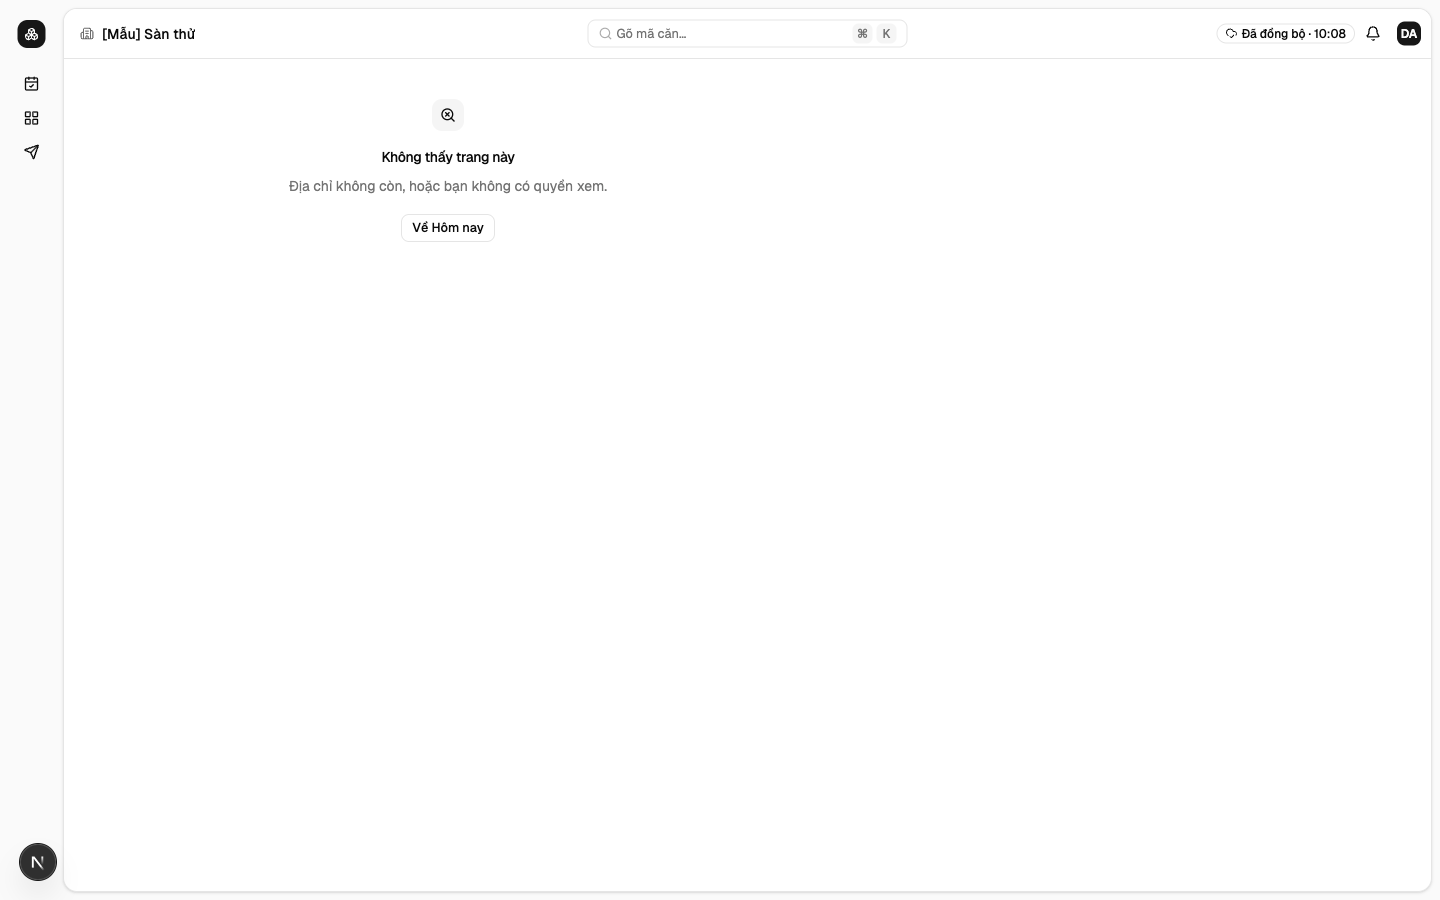 [Mẫu] Sàn thử
Gõ mã căn...
⌘ K
Đã đồng bộ · 10:08
DA
Không thấy trang này
Địa chỉ không còn, hoặc bạn không có quyền xem.
Về Hôm nay
N